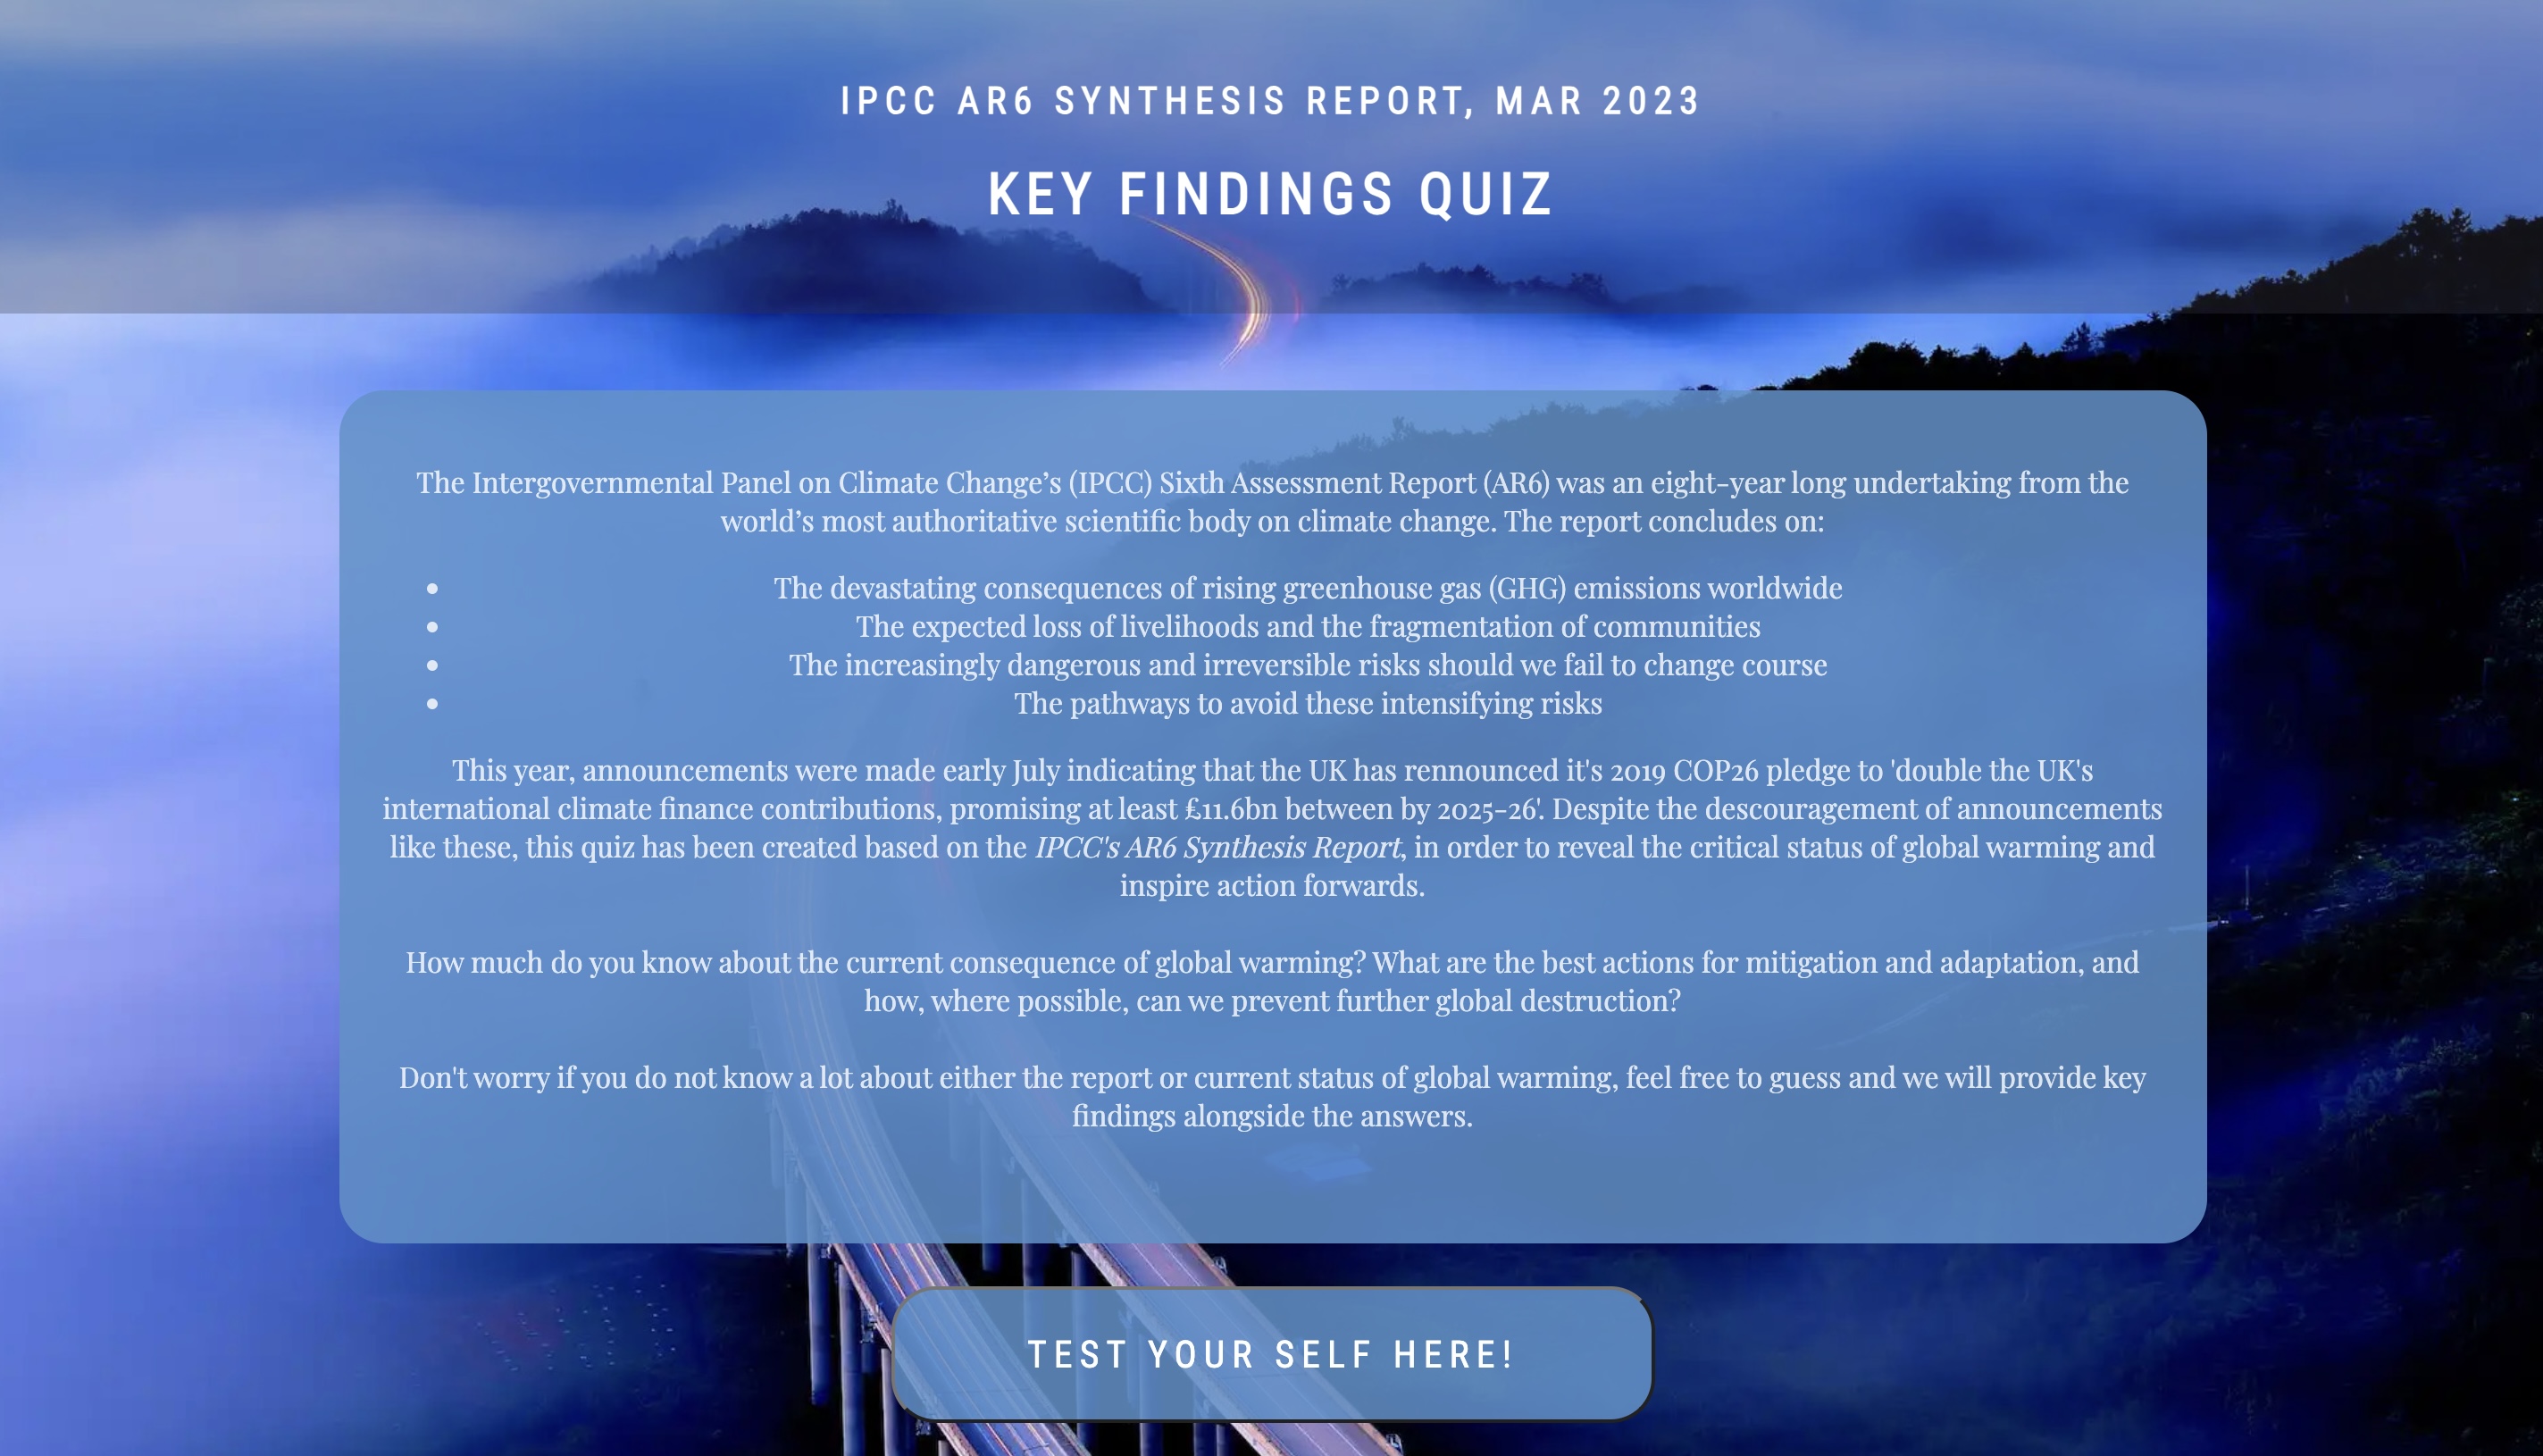 IPCC AR6 SYNTHESIS REPORT, MAR 2023
KEY FINDINGS QUIZ
The Intergovernmental Panel on Climate Change’s (IPCC) Sixth Assessment Report (AR6) was an eight-year long undertaking from the
world’s most authoritative scientific body on climate change. The report concludes on:
• The devastating consequences of rising greenhouse gas (GHG) emissions worldwide
• The expected loss of livelihoods and the fragmentation of communities
• The increasingly dangerous and irreversible risks should we fail to change course
• The pathways to avoid these intensifying risks
This year, announcements were made early July indicating that the UK has rennounced it's 2019 COP26 pledge to 'double the UK's
international climate finance contributions, promising at least £11.6bn between by 2025-26'. Despite the descouragement of announcements
like these, this quiz has been created based on the IPCC's AR6 Synthesis Report, in order to reveal the critical status of global warming and
inspire action forwards.
How much do you know about the current consequence of global warming? What are the best actions for mitigation and adaptation, and
how, where possible, can we prevent further global destruction?
Don't worry if you do not know a lot about either the report or current status of global warming, feel free to guess and we will provide key
findings alongside the answers.
TEST YOUR SELF HERE!